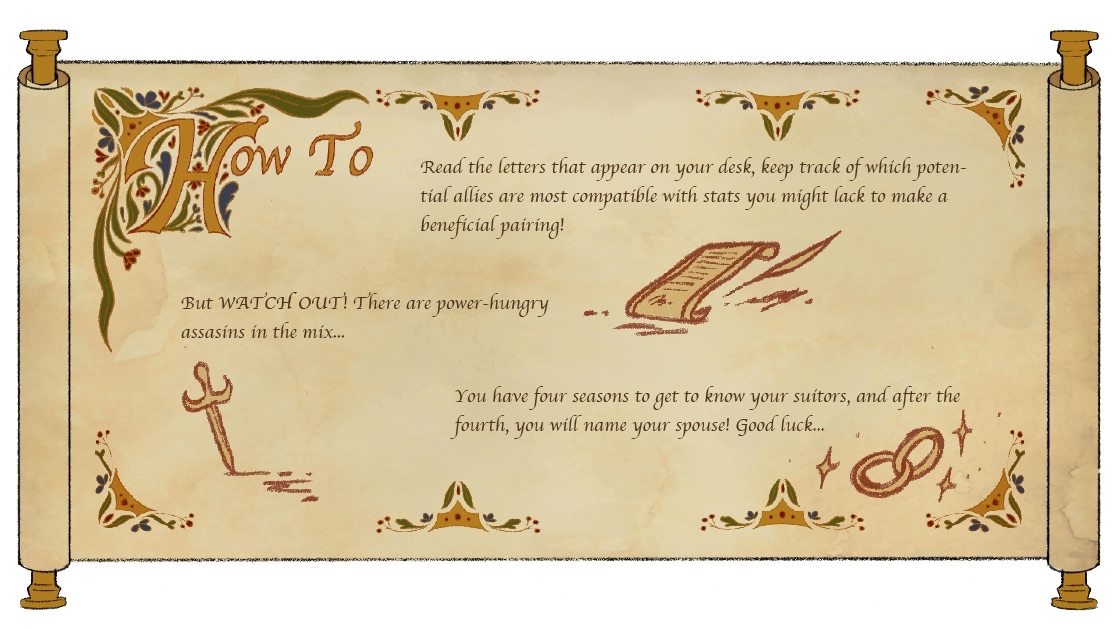 How To
Read the letters that appear on your desk, keep track of which poten-
tial allies are most compatible with stats you might lack to make a
beneficial pairing!
But WATCH OUT! There are power-hungry
assasins in the mix...
You have four seasons to get to know your suitors, and after the
fourth, you will name your spouse! Good luck...